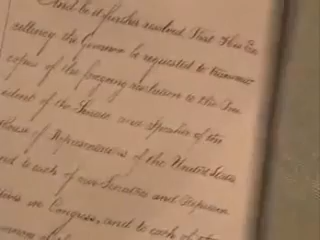 And be it further resolved, That His Ex
cellency the Governor be requested to transmit
copies of the foregoing resolution to the Pres
ident of the Senate and Speaker of the
House of Representatives of the United States
and to each of our Senators and Represen
tatives in Congress, and to each of the